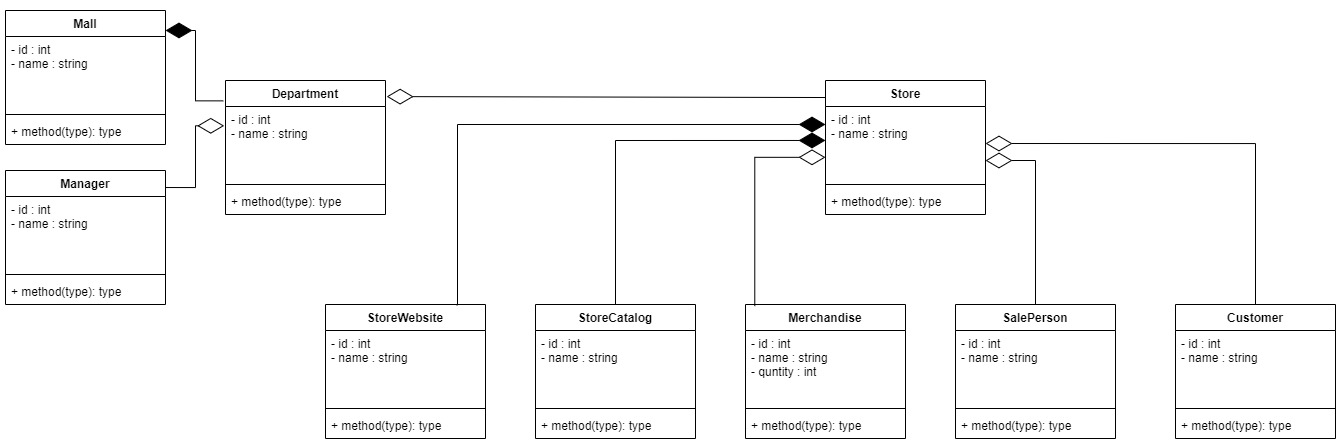 Mall
- id : int
- name : string
+ method(type): type
Department
- id : int
- name : string
+ method(type): type
Store
- id : int
- name : string
+ method(type): type
Manager
- id : int
- name : string
+ method(type): type
StoreWebsite
- id : int
- name : string
+ method(type): type
StoreCatalog
- id : int
- name : string
+ method(type): type
Merchandise
- id : int
- name : string
- quntity : int
+ method(type): type
SalePerson
- id : int
- name : string
+ method(type): type
Customer
- id : int
- name : string
+ method(type): type